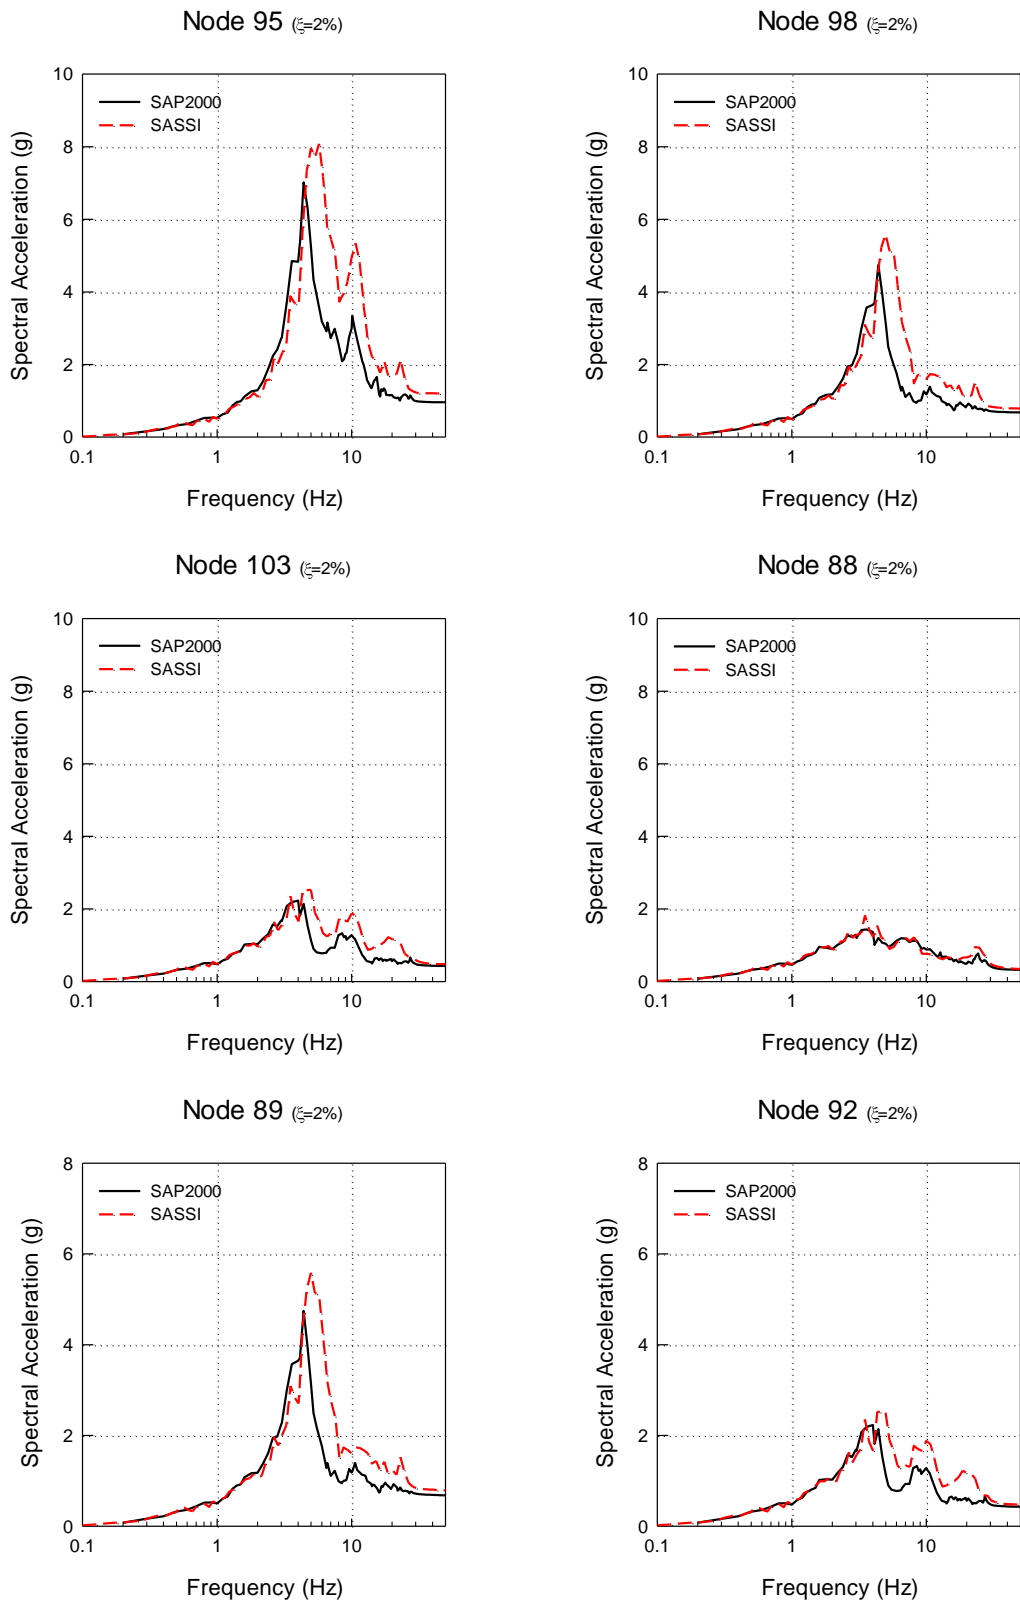 Node 95 (ξ=2%)
Node 98 (ξ=2%)
Spectral Acceleration (g)
10
8
6
4
2
0
SAP2000
SASSI
0.1
1
10
Frequency (Hz)
Spectral Acceleration (g)
10
8
6
4
2
0
SAP2000
SASSI
0.1
1
10
Frequency (Hz)
Node 103 (ξ=2%)
Node 88 (ξ=2%)
Spectral Acceleration (g)
10
8
6
4
2
0
SAP2000
SASSI
0.1
1
10
Frequency (Hz)
Spectral Acceleration (g)
10
8
6
4
2
0
SAP2000
SASSI
0.1
1
10
Frequency (Hz)
Node 89 (ξ=2%)
Node 92 (ξ=2%)
Spectral Acceleration (g)
8
6
4
2
0
SAP2000
SASSI
0.1
1
10
Frequency (Hz)
Spectral Acceleration (g)
8
6
4
2
0
SAP2000
SASSI
0.1
1
10
Frequency (Hz)